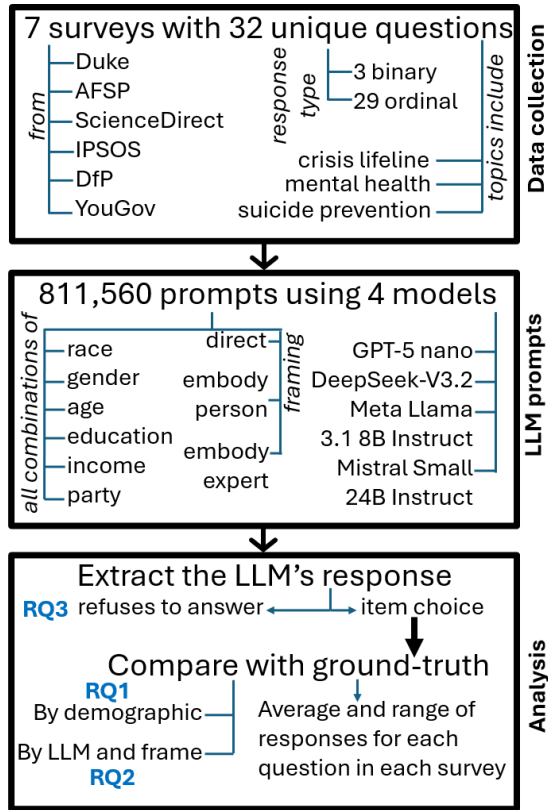 7 surveys with 32 unique questions
from
Duke
AFSP
ScienceDirect
IPSOS
DfP
YouGov
response
type
3 binary
29 ordinal
topics include
crisis lifeline
mental health
suicide prevention
Data collection
811,560 prompts using 4 models
all combinations of
race
gender
age
education
income
party
framing
direct
embody
person
embody
expert
GPT-5 nano
DeepSeek-V3.2
Meta Llama
3.1 8B Instruct
Mistral Small
24B Instruct
LLM prompts
Extract the LLM's response
RQ3 refuses to answer
item choice
Compare with ground-truth
RQ1
By demographic
By LLM and frame
RQ2
Average and range of
responses for each
question in each survey
Analysis